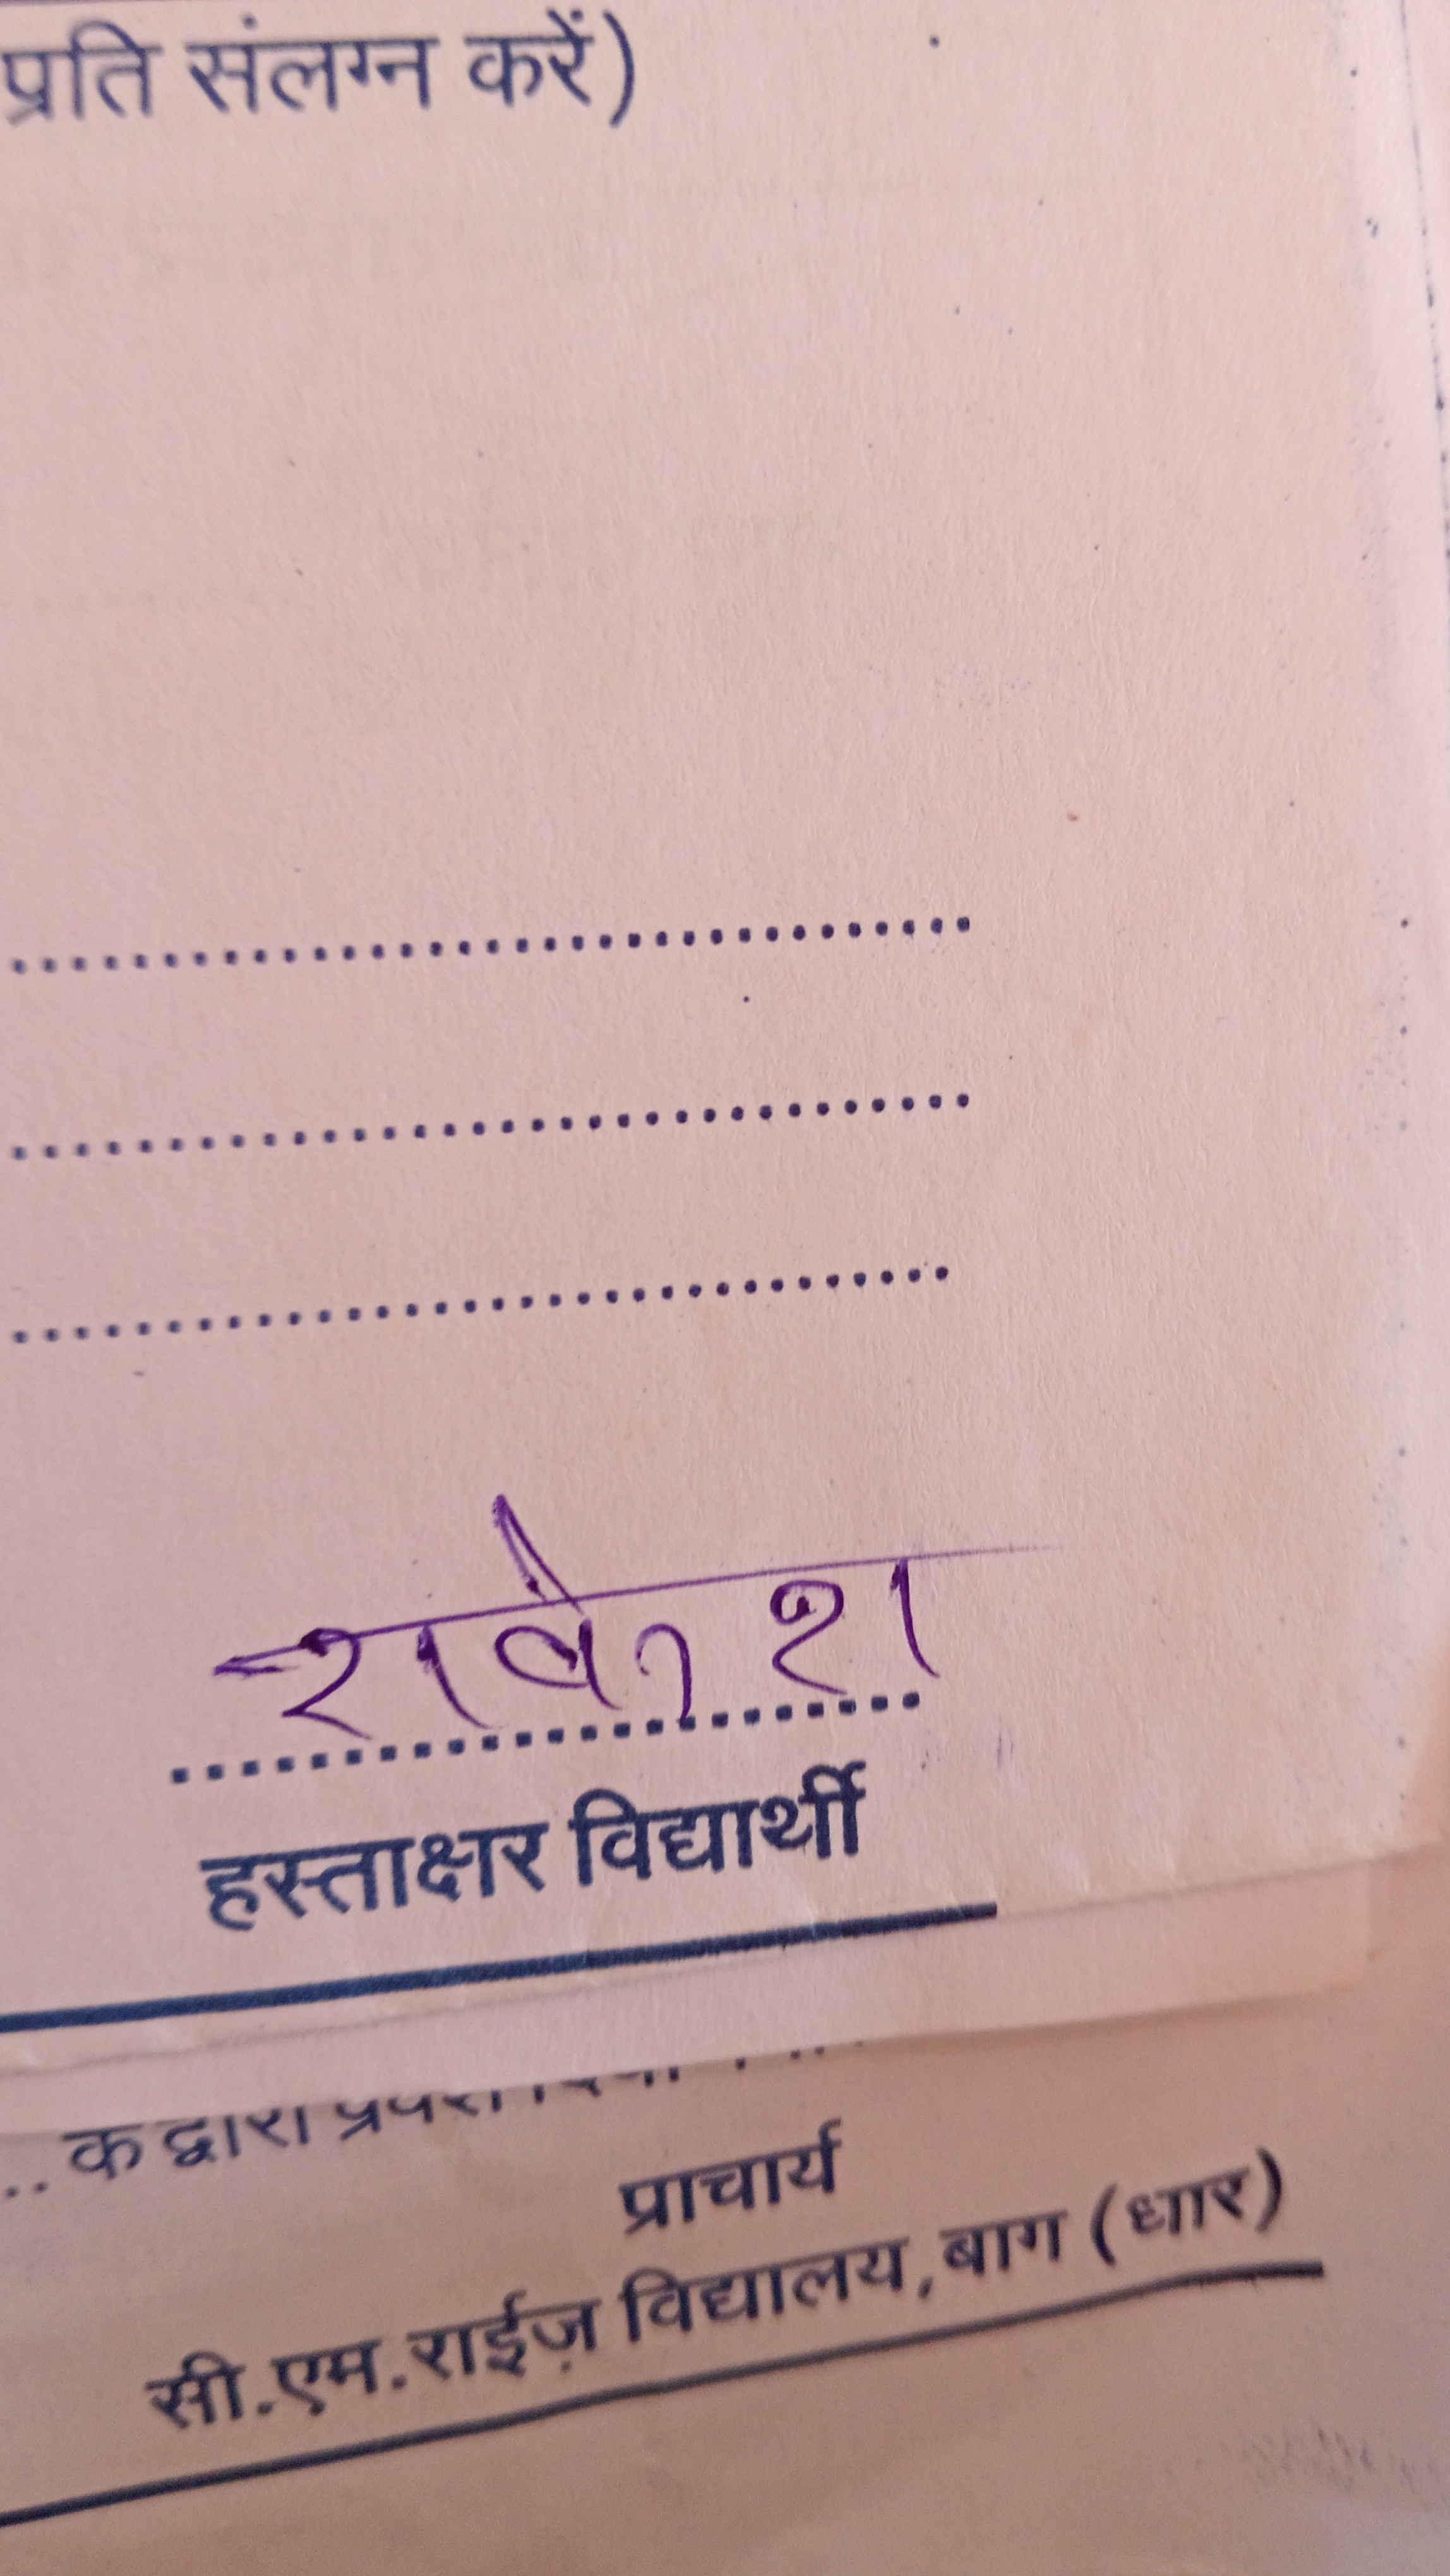 प्रति संलग्न करें)
..................................
..................................
..................................
राकेश
......................
हस्ताक्षर विद्यार्थी
.. के द्वारा
प्राचार्य
सी.एम.राईज़ विद्यालय, बाग (धार)